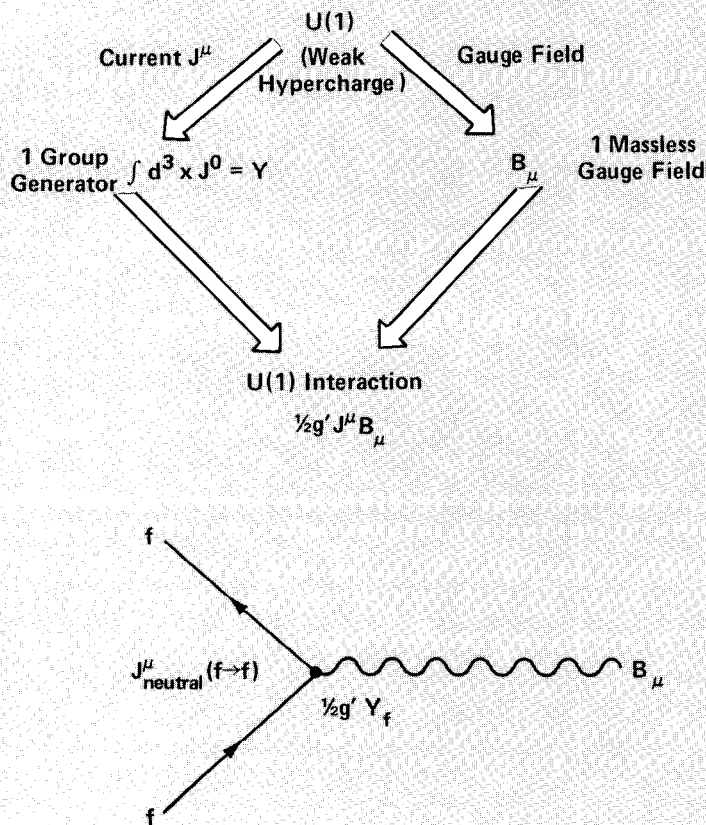 U(1)
(Weak
Hypercharge)
Current J^μ
Gauge Field
1 Group
Generator
∫ d³ x J⁰ = Y
B_μ
1 Massless
Gauge Field
U(1) Interaction
½g′ J^μ B_μ
f
J^μ_neutral (f→f)
B_μ
½g′ Y_f
f